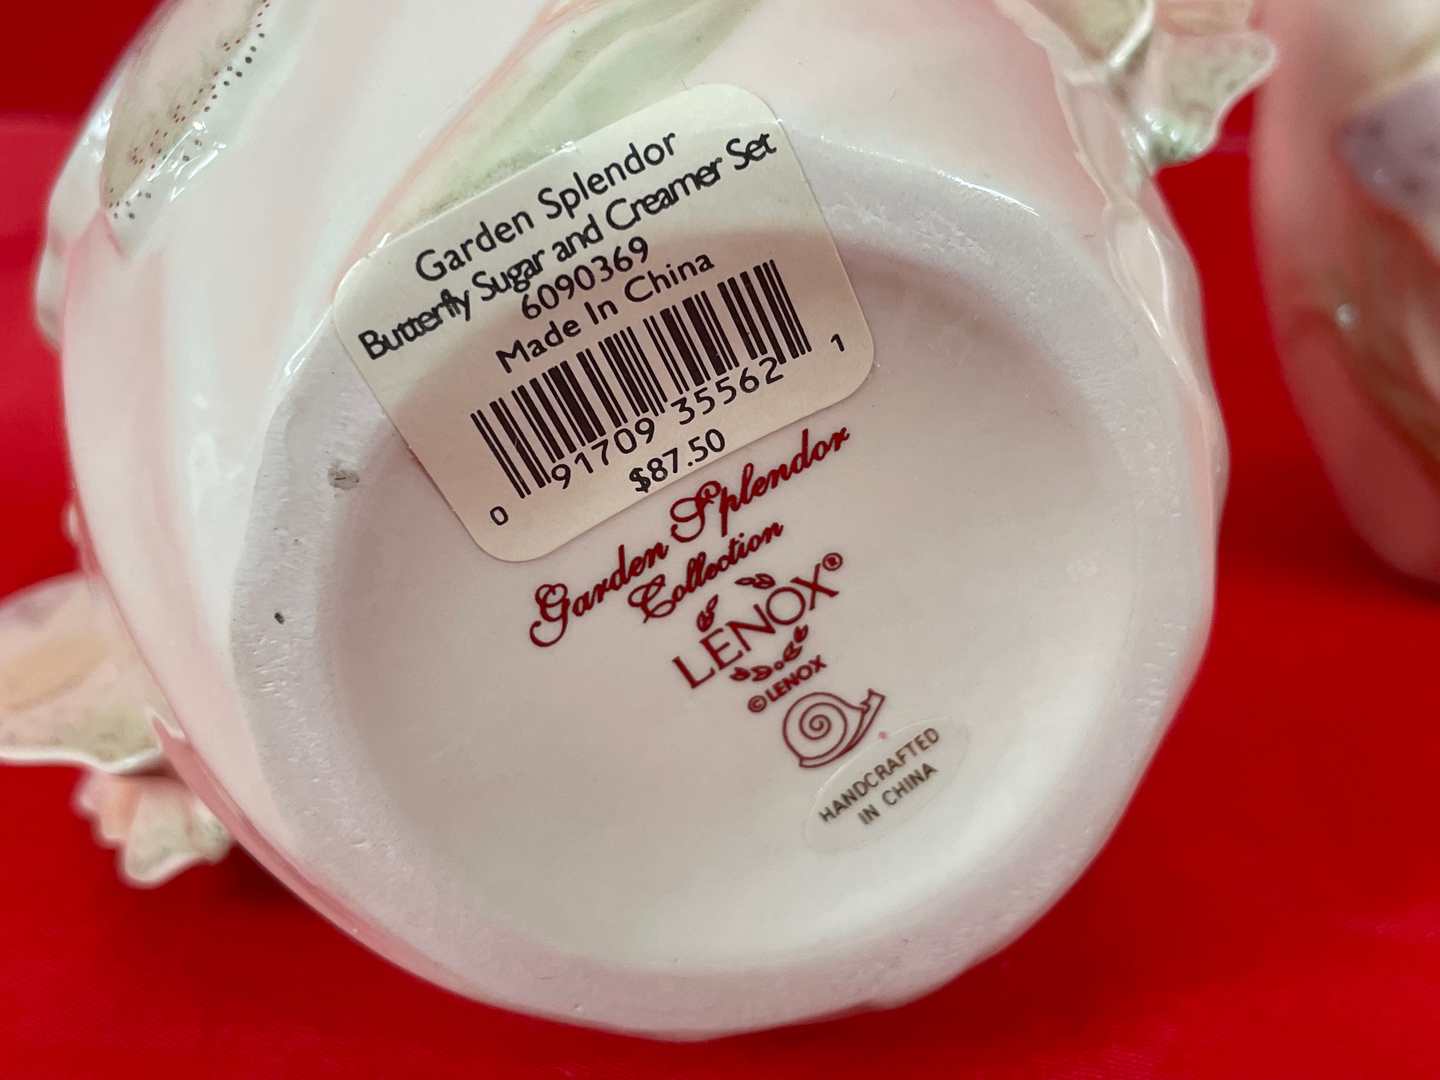 Garden Splendor
Butterfly Sugar and Creamer Set
6090369
Made In China
0 91709 35562 1
$87.50
Garden Splendor
Collection
LENOX®
©LENOX
HANDCRAFTED
IN CHINA